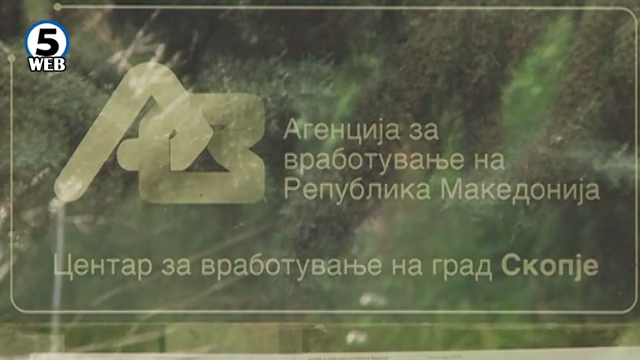 5
WEB
Агенција за
вработување на
Република Македонија
Центар за вработување на град Скопје